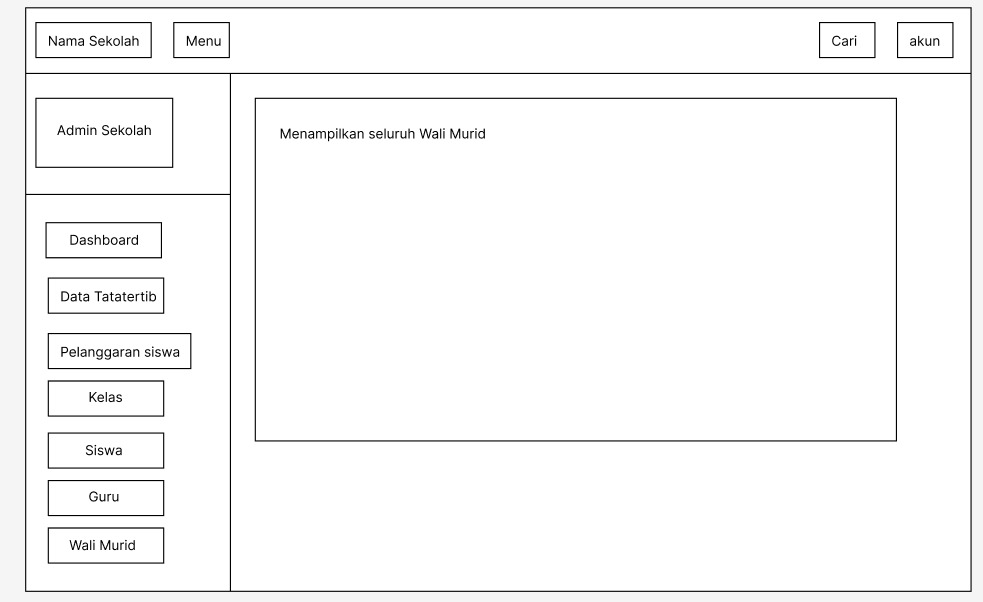 Nama Sekolah
Menu
Cari
akun
Admin Sekolah
Menampilkan seluruh Wali Murid
Dashboard
Data Tatatertib
Pelanggaran siswa
Kelas
Siswa
Guru
Wali Murid